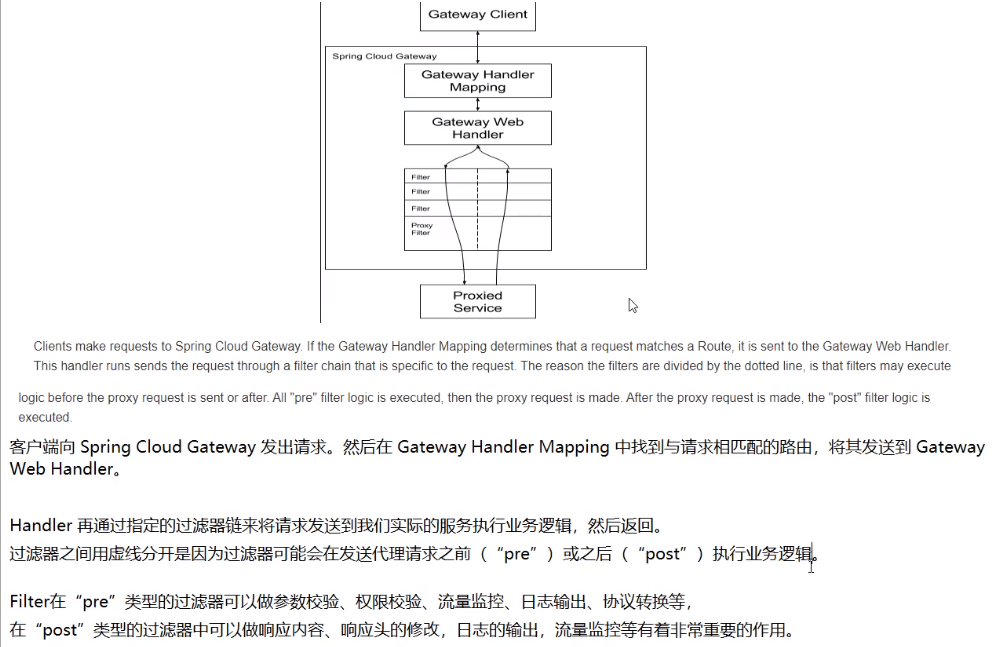 Gateway Client
Spring Cloud Gateway
Gateway Handler
Mapping
Gateway Web
Handler
Filter
Filter
Filter
Proxy
Filter
Proxied
Service
Clients make requests to Spring Cloud Gateway. If the Gateway Handler Mapping determines that a request matches a Route, it is sent to the Gateway Web Handler.
This handler runs sends the request through a filter chain that is specific to the request. The reason the filters are divided by the dotted line, is that filters may execute
logic before the proxy request is sent or after. All "pre" filter logic is executed, then the proxy request is made. After the proxy request is made, the "post" filter logic is
executed.
客户端向 Spring Cloud Gateway 发出请求。然后在 Gateway Handler Mapping 中找到与请求相匹配的路由，将其发送到 Gateway
Web Handler。
Handler 再通过指定的过滤器链来将请求发送到我们实际的服务执行业务逻辑，然后返回。
过滤器之间用虚线分开是因为过滤器可能会在发送代理请求之前（“pre”）或之后（“post”）执行业务逻辑。
Filter在“pre”类型的过滤器可以做参数校验、权限校验、流量监控、日志输出、协议转换等，
在“post”类型的过滤器中可以做响应内容、响应头的修改，日志的输出，流量监控等有着非常重要的作用。